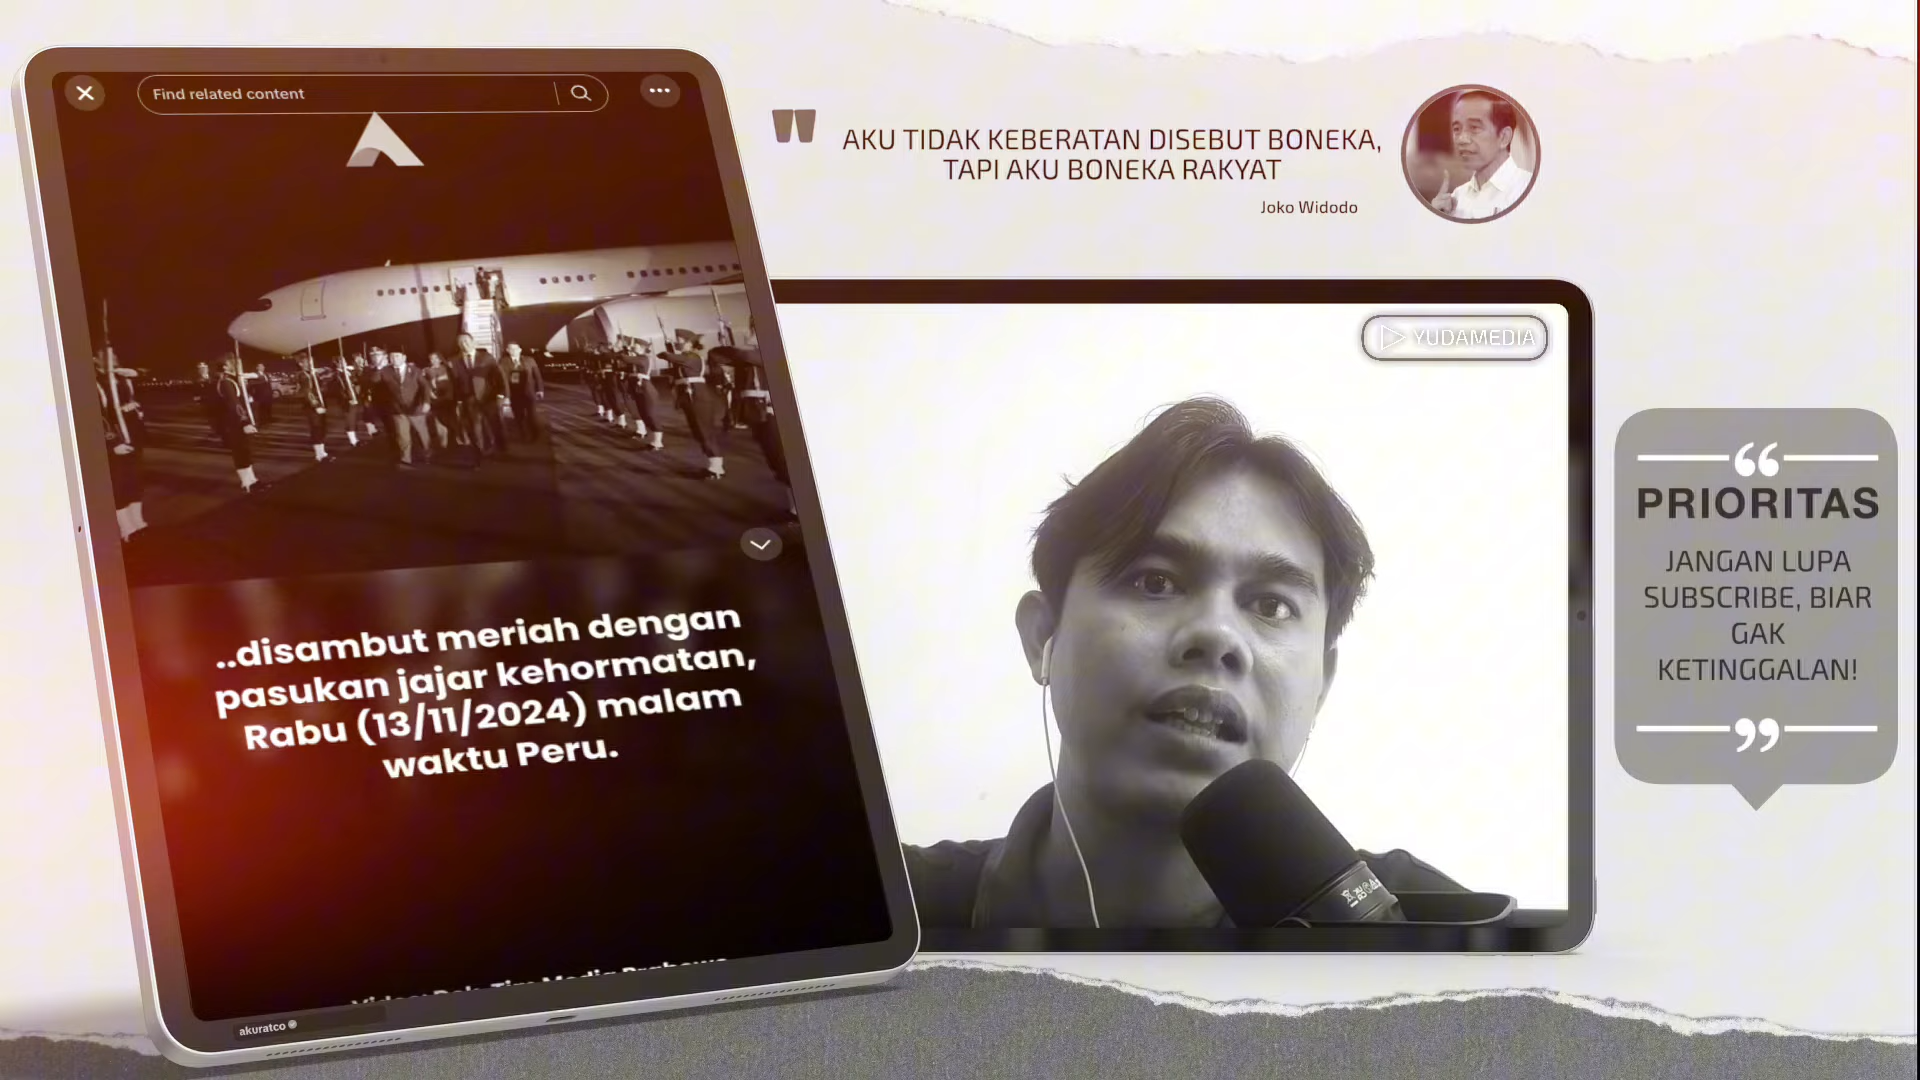 Find related content
AKU TIDAK KEBERATAN DISEBUT BONEKA,
TAPI AKU BONEKA RAKYAT
Joko Widodo
YUDAMEDIA
..disambut meriah dengan
pasukan jajar kehormatan,
Rabu (13/11/2024) malam
waktu Peru.
akuratco
PRIORITAS
JANGAN LUPA
SUBSCRIBE, BIAR
GAK
KETINGGALAN!